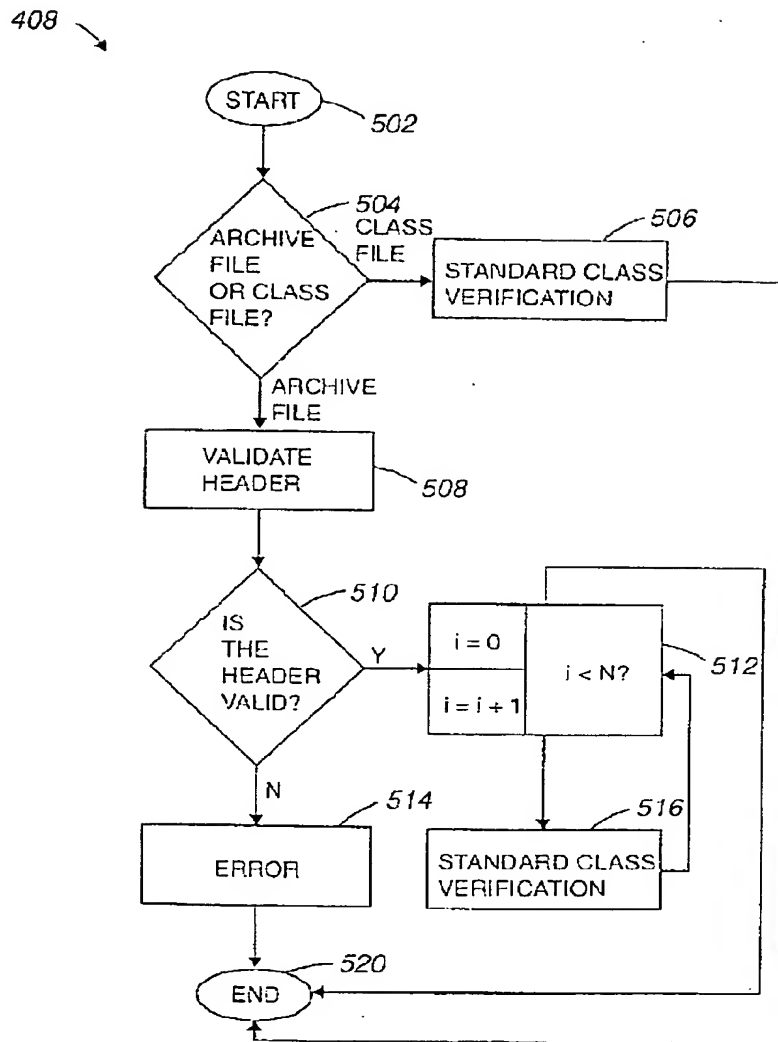 408
START
502
504
ARCHIVE
FILE
OR CLASS
FILE?
CLASS
FILE
506
STANDARD CLASS
VERIFICATION
ARCHIVE
FILE
VALIDATE
HEADER
508
510
IS
THE
HEADER
VALID?
Y
i = 0
i = i + 1
i < N?
512
N
514
ERROR
516
STANDARD CLASS
VERIFICATION
520
END